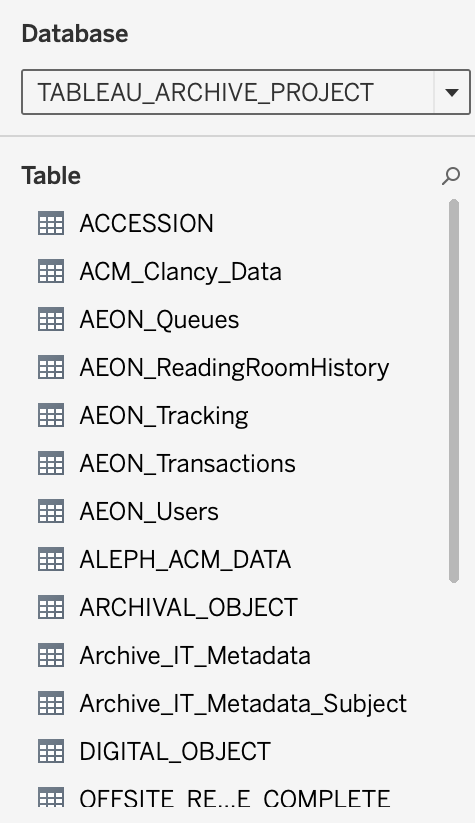 Database
TABLEAU_ARCHIVE_PROJECT
Table
ACCESSION
ACM_Clancy_Data
AEON_Queues
AEON_ReadingRoomHistory
AEON_Tracking
AEON_Transactions
AEON_Users
ALEPH_ACM_DATA
ARCHIVAL_OBJECT
Archive_IT_Metadata
Archive_IT_Metadata_Subject
DIGITAL_OBJECT
OFFSITE_RE...E_COMPLETE